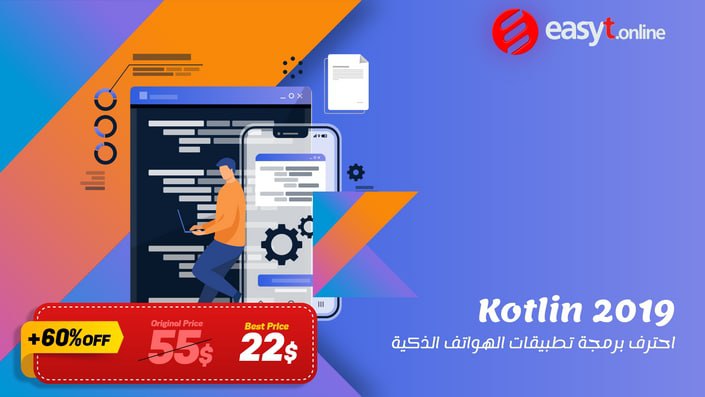 easyt.online
Kotlin 2019
احترف برمجة تطبيقات الهواتف الذكية
+60%OFF
Original Price
55$
Best Price
22$